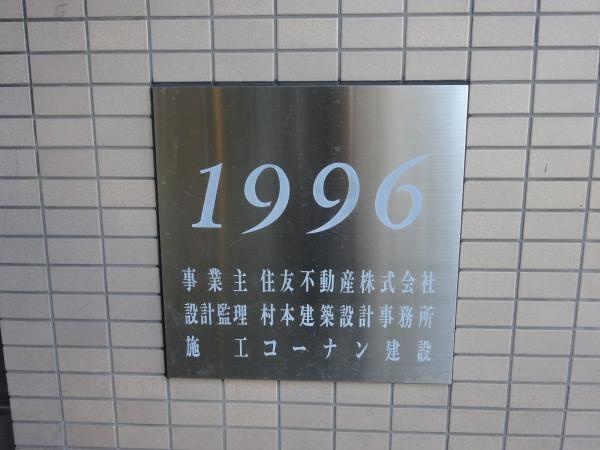 1996
事業主 住友不動産株式会社
設計監理 村本建築設計事務所
施工 コーナン建設